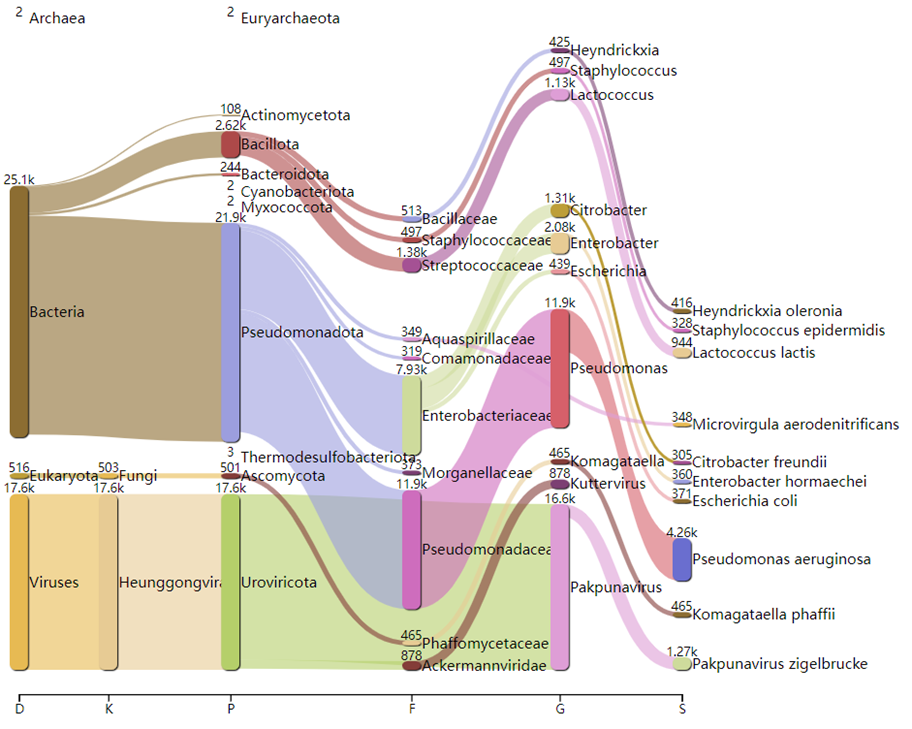 2 Archaea
2 Euryarchaeota
425
Heyndrickxia
497
Staphylococcus
1.13k
Lactococcus
108
Actinomycetota
2.62k
Bacillota
244
Bacteroidota
2
Cyanobacteriota
2
Myxococcota
25.1k
Bacteria
21.9k
Pseudomonadota
513
Bacillaceae
497
Staphylococcaceae
1.38k
Streptococcaceae
1.31k
Citrobacter
2.08k
Enterobacter
439
Escherichia
416
Heyndrickxia oleronia
328
Staphylococcus epidermidis
944
Lactococcus lactis
349
Aquaspirillaceae
319
Comamonadaceae
7.93k
Enterobacteriaceae
11.9k
Pseudomonas
348
Microvirgula aerodenitrificans
3
Thermodesulfobacteriota
373
Morganellaceae
465
Komagataella
878
Kuttervirus
305
Citrobacter freundii
360
Enterobacter hormaechei
371
Escherichia coli
516
Eukaryota
503
Fungi
501
Ascomycota
17.6k
Viruses
17.6k
Heunggongvira
17.6k
Uroviricota
11.9k
Pseudomonadacea
16.6k
Pakpunavirus
4.26k
Pseudomonas aeruginosa
465
Komagataella phaffii
465
Phaffomycetaceae
878
Ackermannviridae
1.27k
Pakpunavirus zigelbrucke
D K P F G S